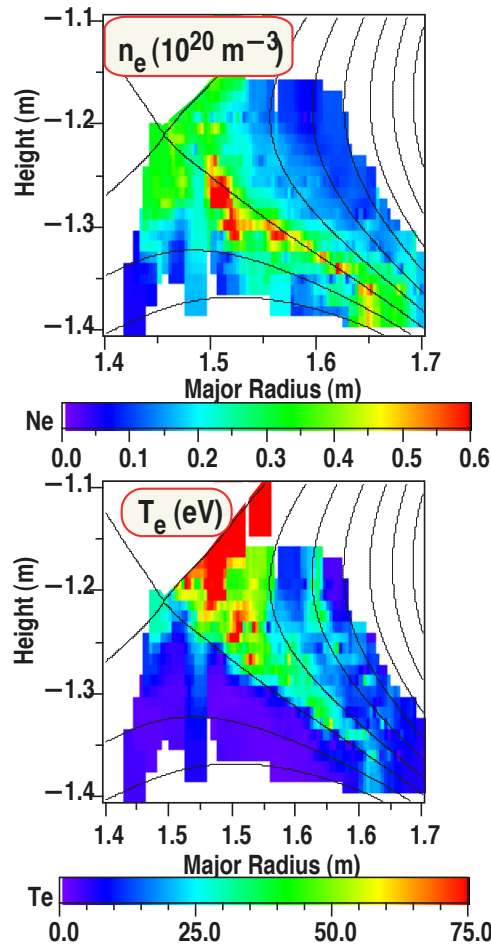 −1.1
n_e (10^20 m^−3)
−1.2
Height (m)
−1.3
−1.4
1.4 1.5 1.6 1.7
Major Radius (m)
Ne
0.0 0.1 0.2 0.3 0.4 0.5 0.6
−1.1
T_e (eV)
−1.2
Height (m)
−1.3
−1.4
1.4 1.5 1.5 1.6 1.6 1.7
Major Radius (m)
Te
0.0 25.0 50.0 75.0